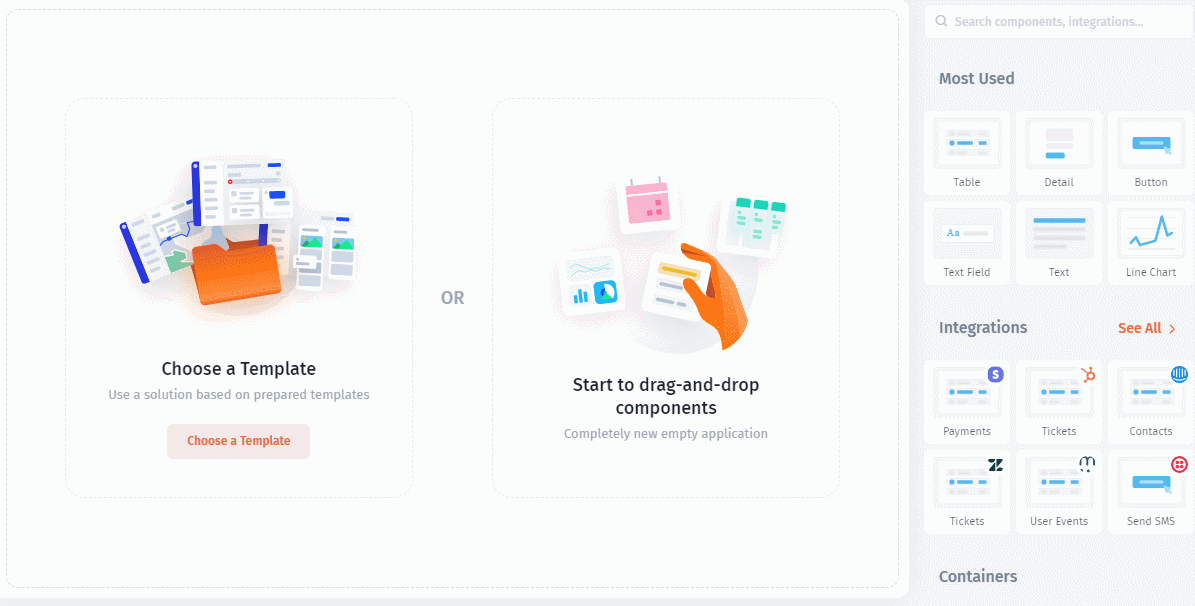 Search components, integrations...
Most Used
Table
Detail
Button
Aa
Text Field
Text
Line Chart
OR
Choose a Template
Use a solution based on prepared templates
Choose a Template
Start to drag-and-drop
components
Completely new empty application
Integrations
See All
S
Payments
Tickets
Contacts
Tickets
User Events
Send SMS
Containers